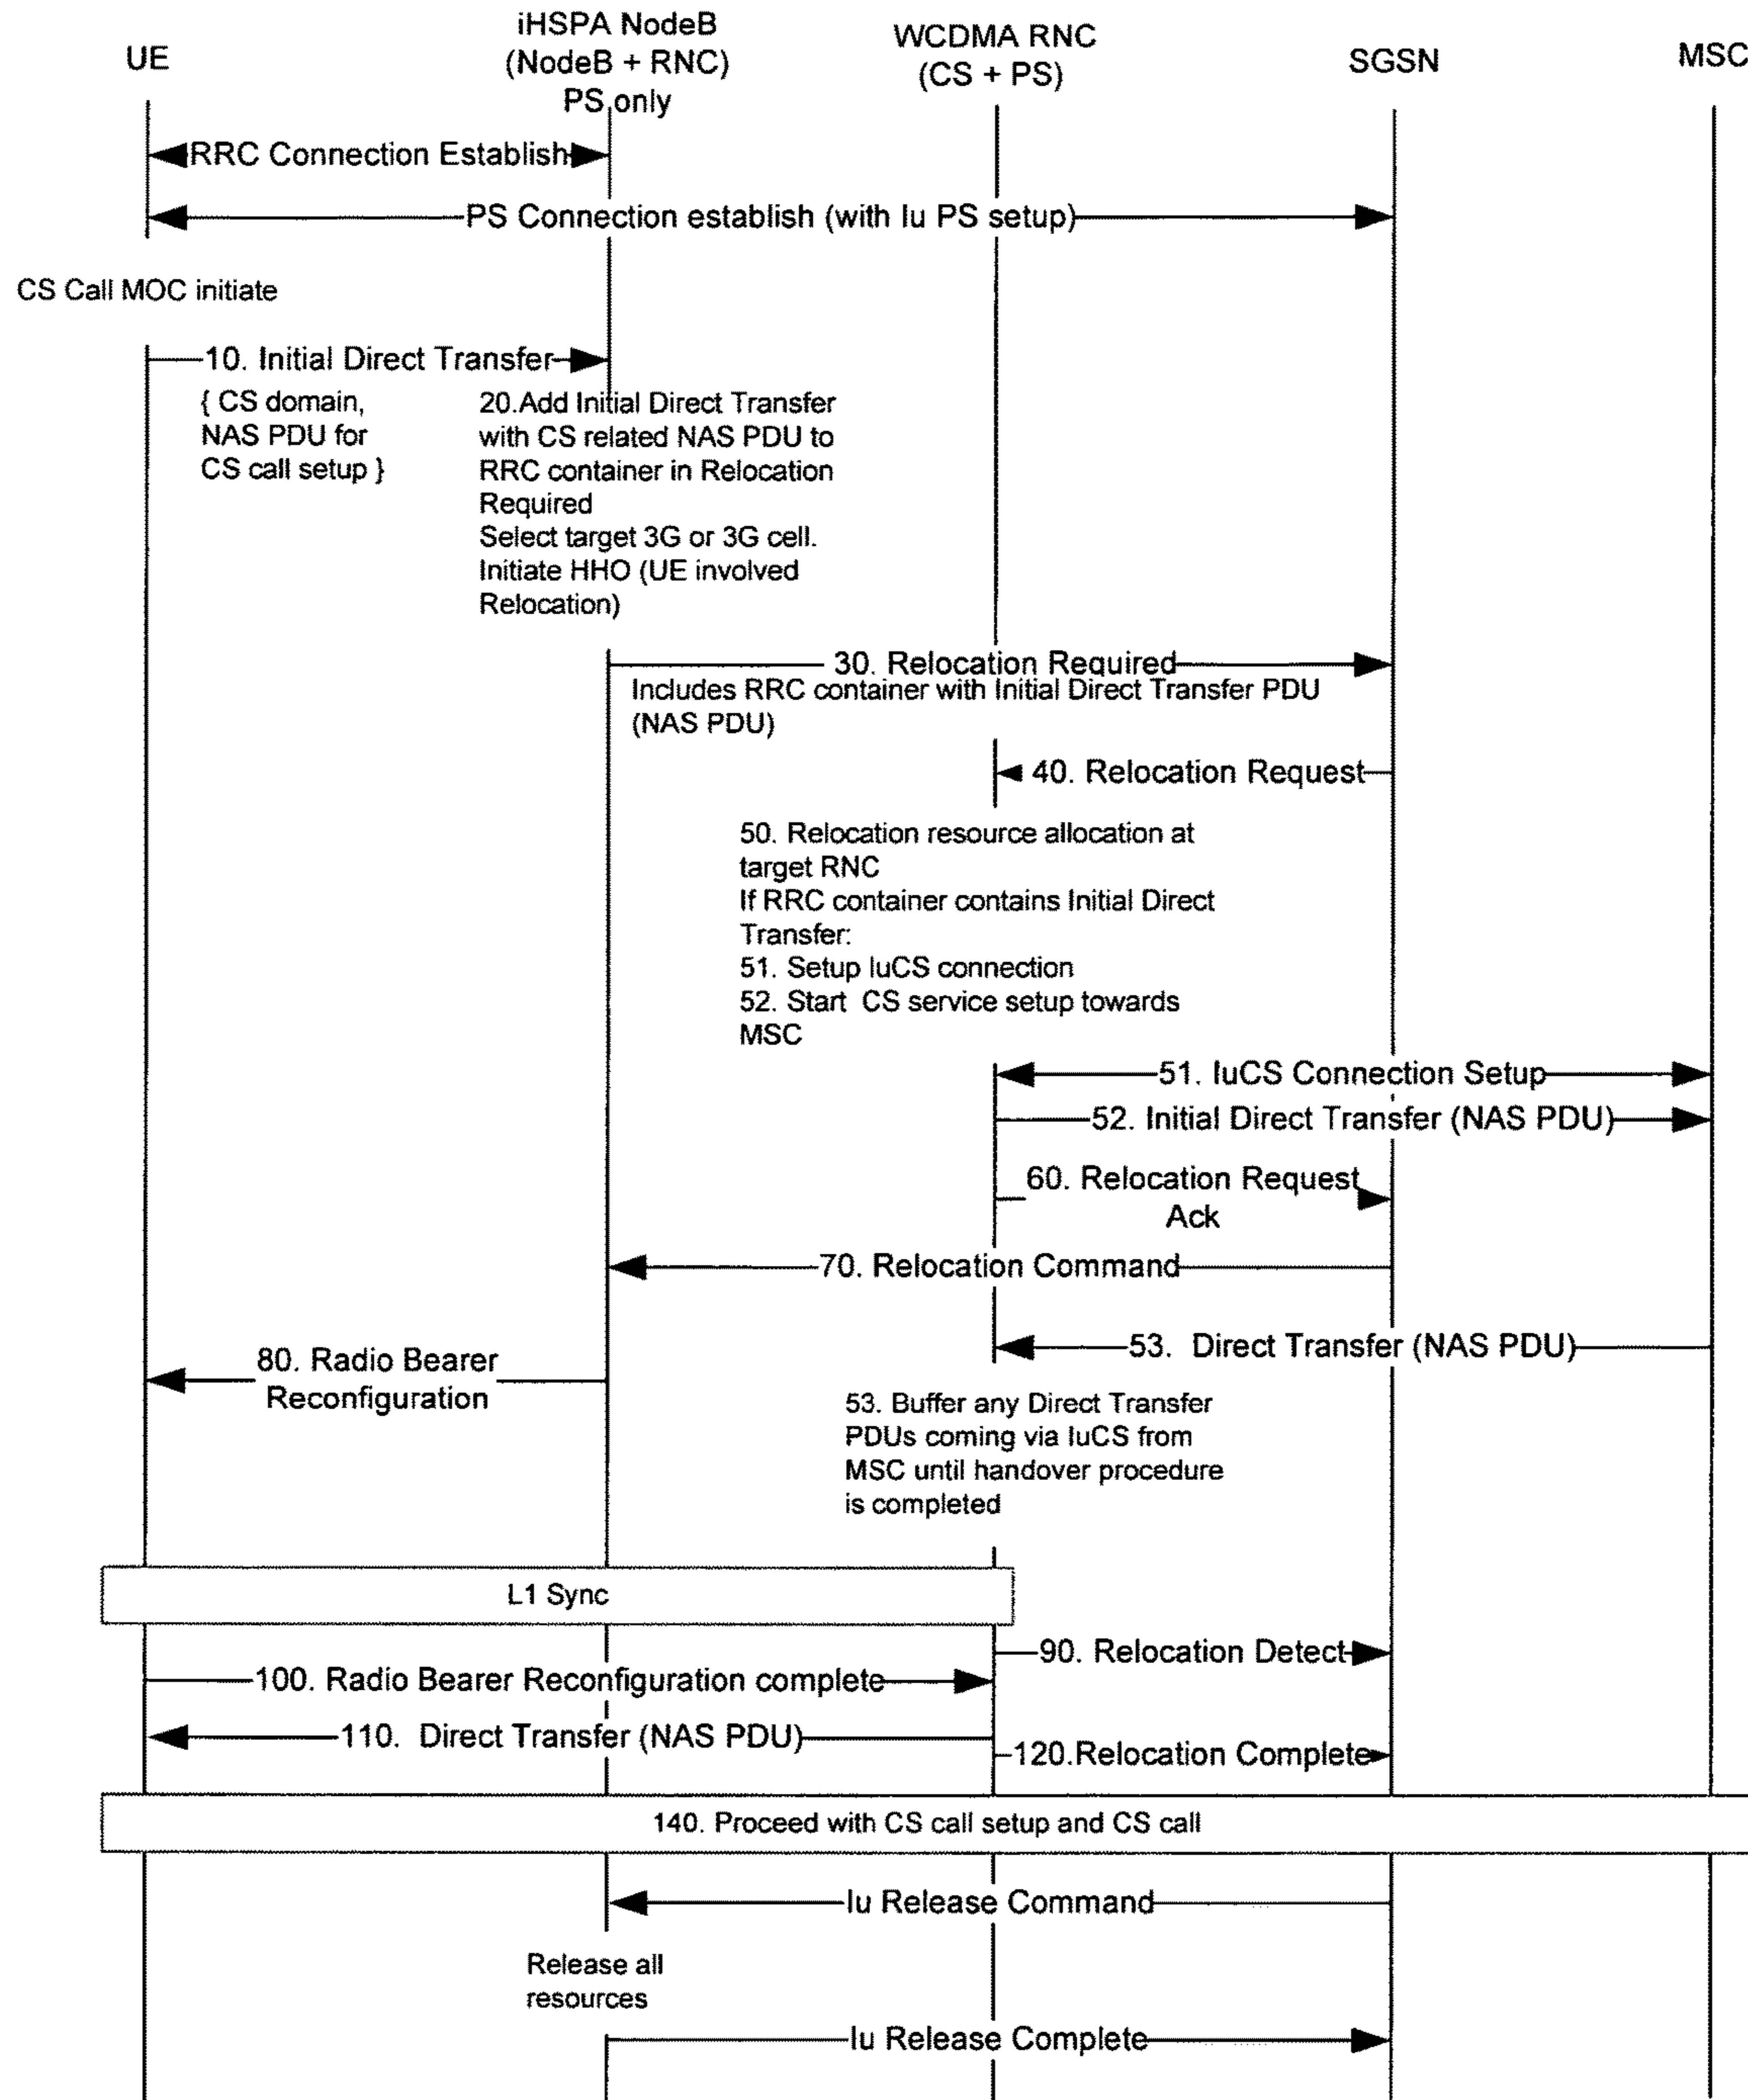 UE
iHSPA NodeB
(NodeB + RNC)
PS only
WCDMA RNC
(CS + PS)
SGSN
MSC
RRC Connection Establish
PS Connection establish (with Iu PS setup)
CS Call MOC initiate
10. Initial Direct Transfer
{ CS domain,
NAS PDU for
CS call setup }
20.Add Initial Direct Transfer
with CS related NAS PDU to
RRC container in Relocation
Required
Select target 3G or 3G cell.
Initiate HHO (UE involved
Relocation)
30. Relocation Required
Includes RRC container with Initial Direct Transfer PDU
(NAS PDU)
40. Relocation Request
50. Relocation resource allocation at
target RNC
If RRC container contains Initial Direct
Transfer:
51. Setup IuCS connection
52. Start CS service setup towards
MSC
51. IuCS Connection Setup
52. Initial Direct Transfer (NAS PDU)
60. Relocation Request
Ack
70. Relocation Command
53. Direct Transfer (NAS PDU)
80. Radio Bearer
Reconfiguration
53. Buffer any Direct Transfer
PDUs coming via IuCS from
MSC until handover procedure
is completed
L1 Sync
90. Relocation Detect
100. Radio Bearer Reconfiguration complete
110. Direct Transfer (NAS PDU)
120.Relocation Complete
140. Proceed with CS call setup and CS call
Iu Release Command
Release all
resources
Iu Release Complete